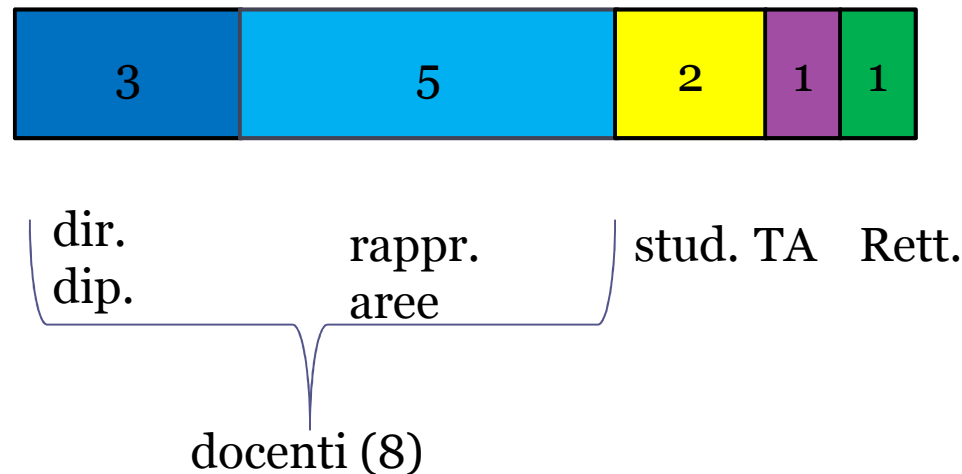 3 5 2 1 1
dir. rappr. stud. TA Rett.
dip. aree
docenti (8)